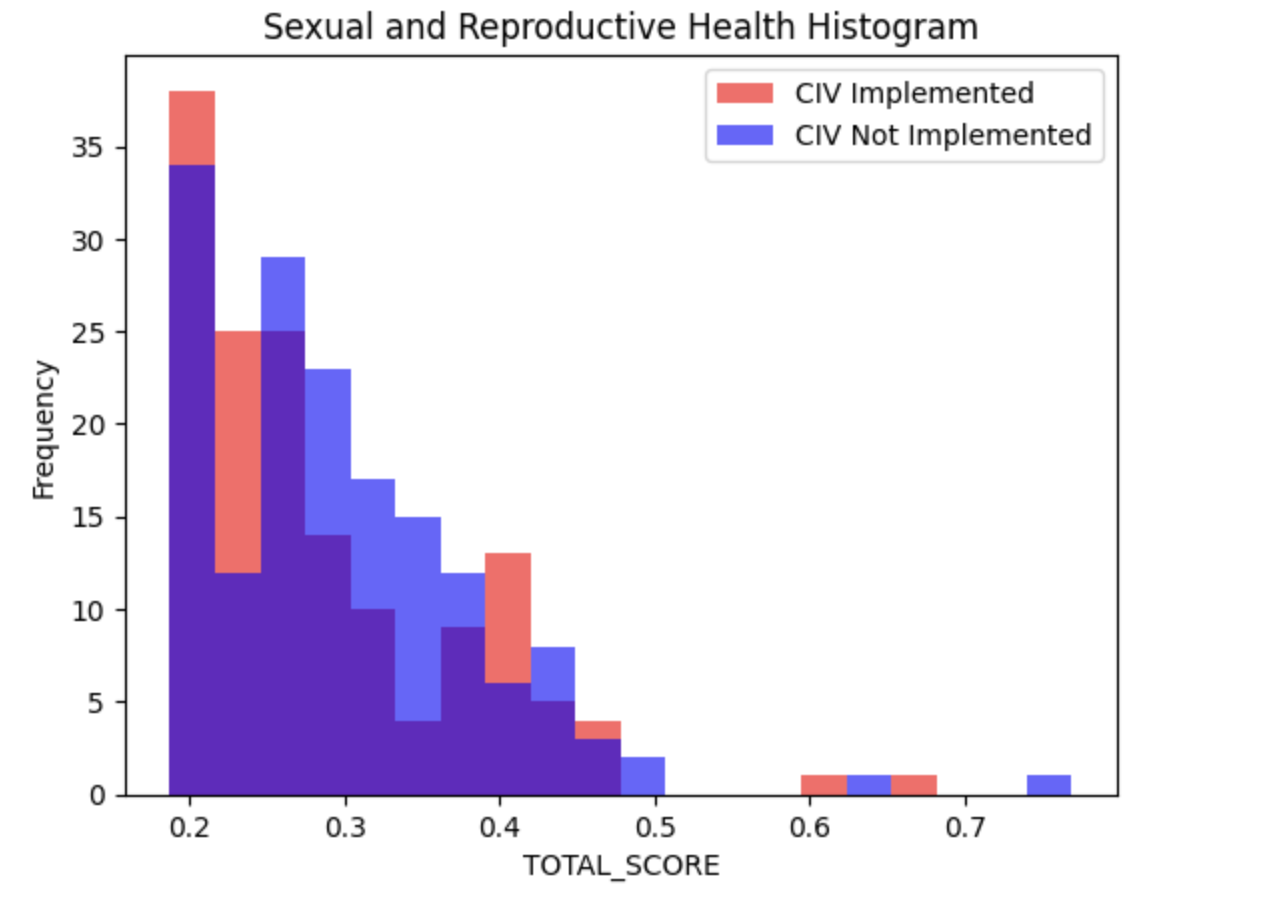 Sexual and Reproductive Health Histogram
CIV Implemented
CIV Not Implemented
35
30
25
20
15
10
5
0
Frequency
0.2 0.3 0.4 0.5 0.6 0.7
TOTAL_SCORE